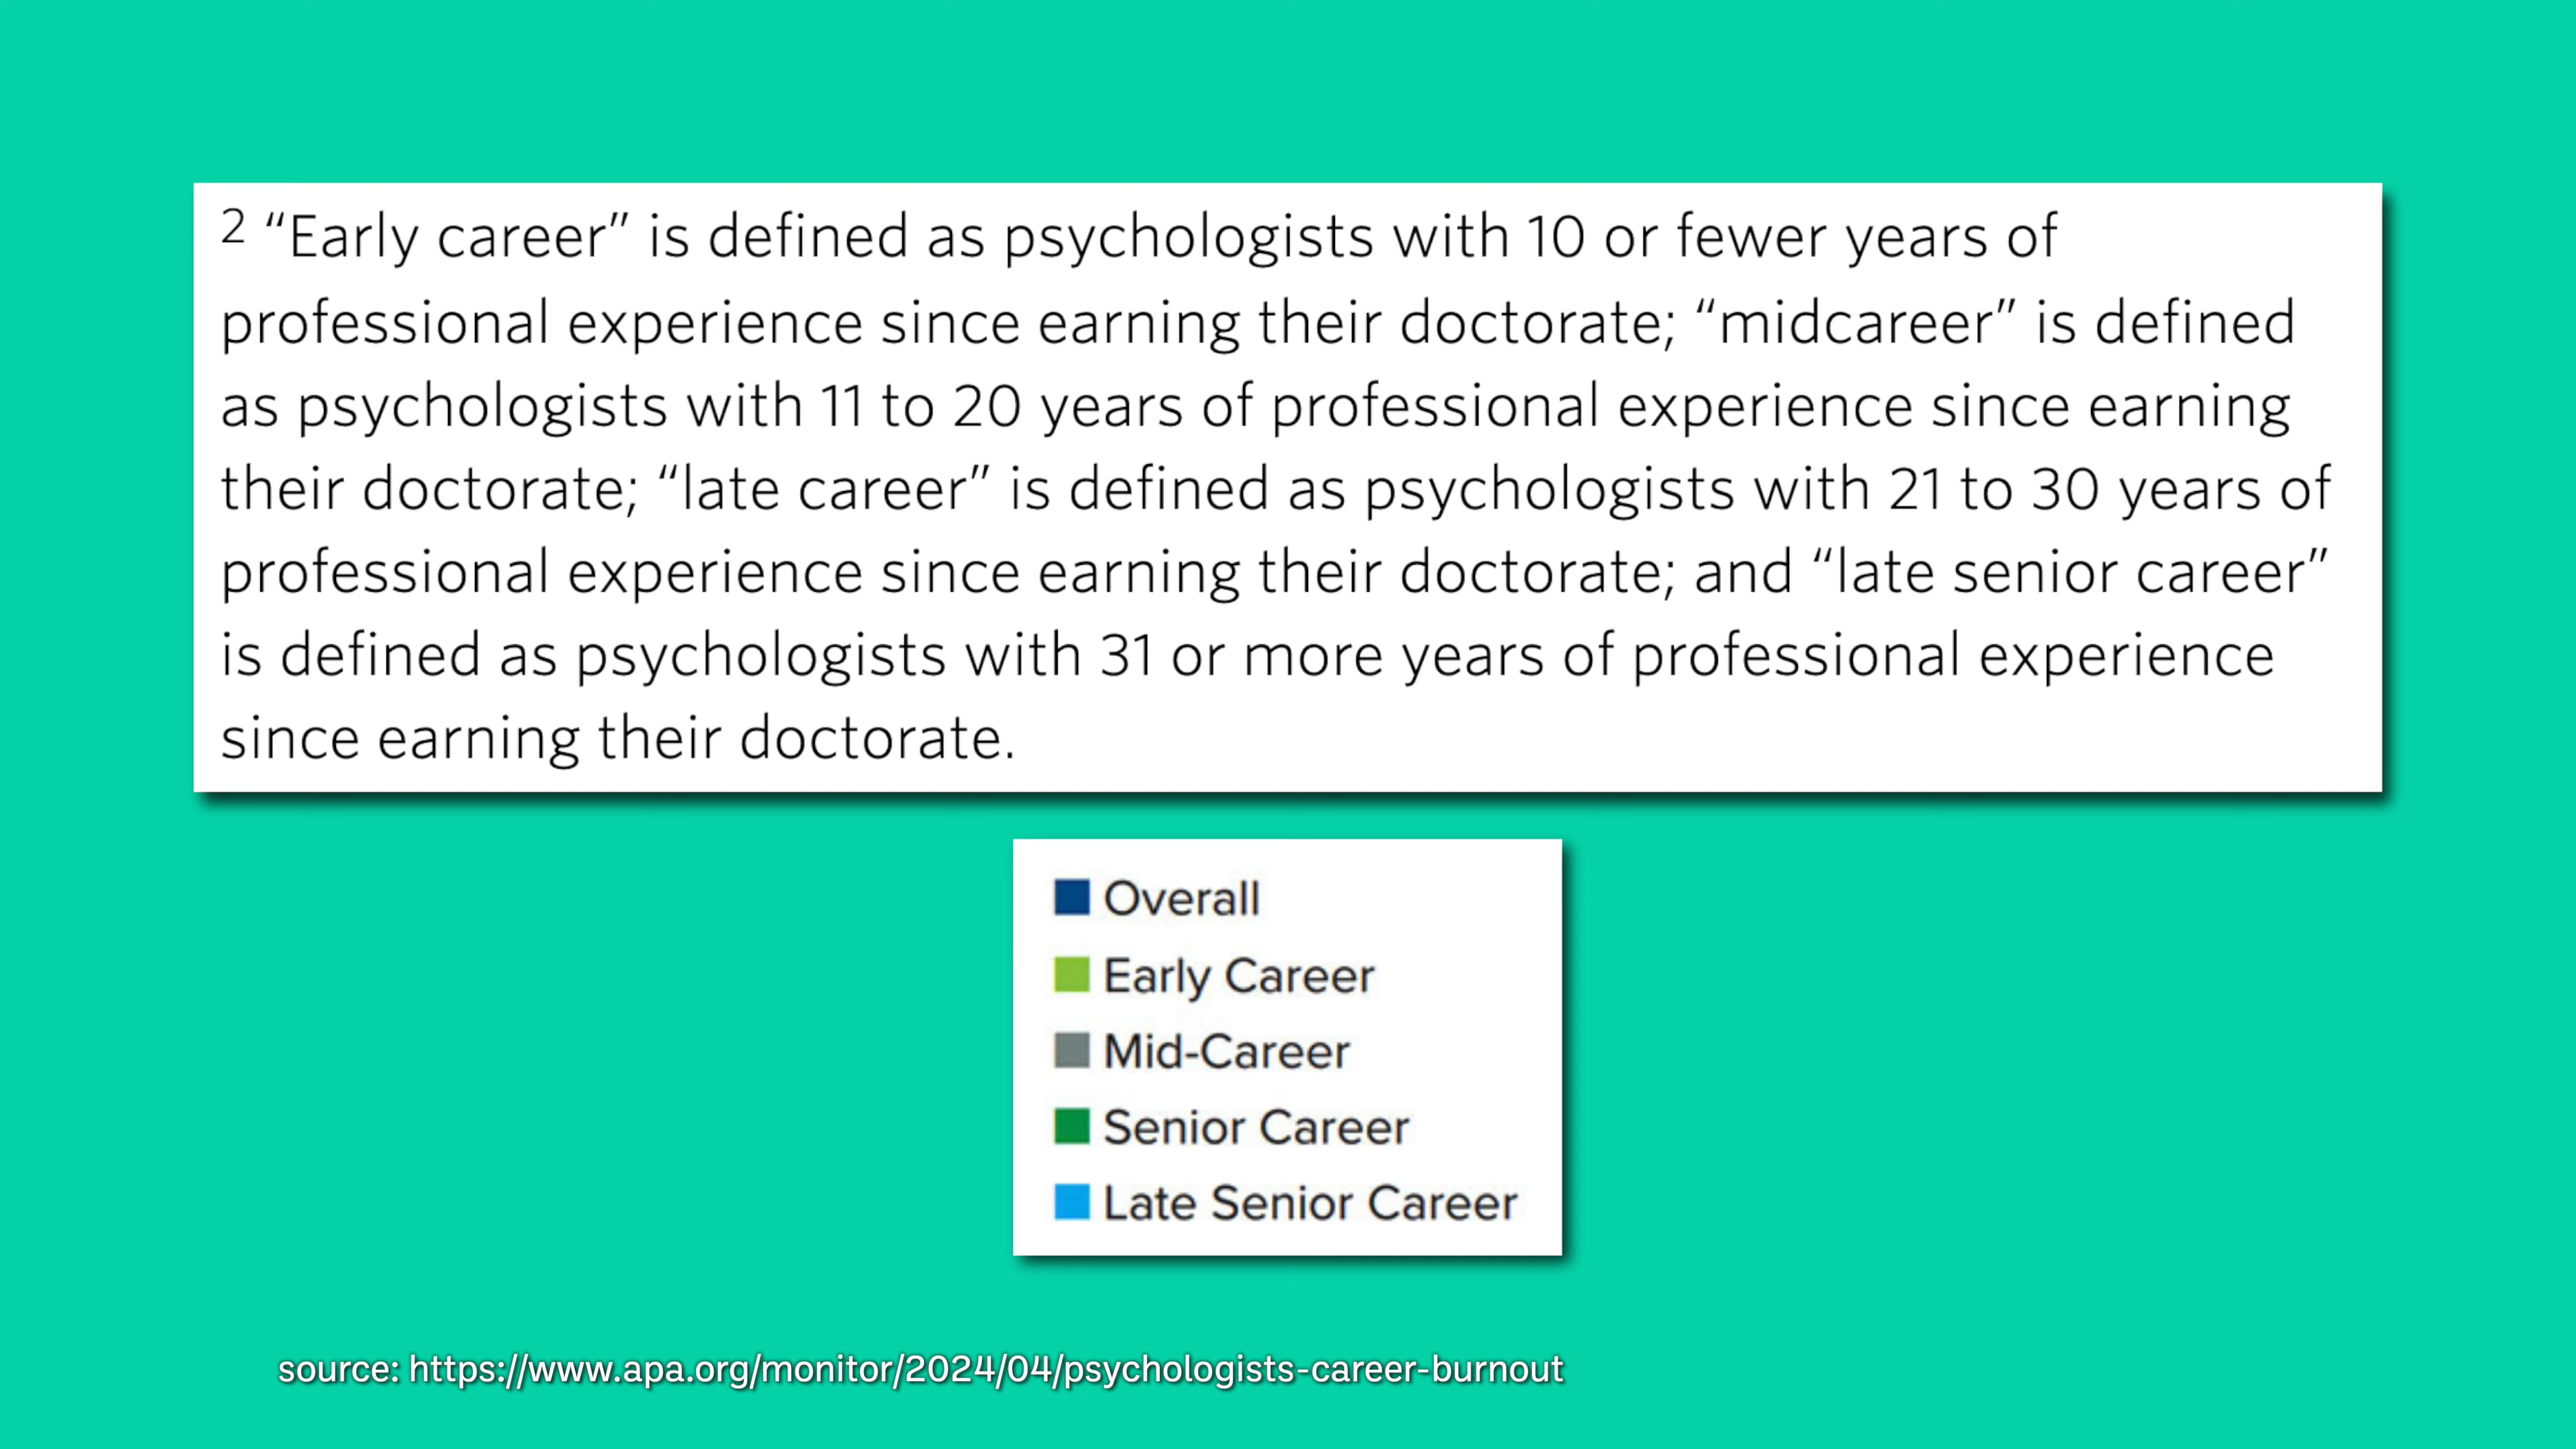 2 “Early career” is defined as psychologists with 10 or fewer years of
professional experience since earning their doctorate; “midcareer” is defined
as psychologists with 11 to 20 years of professional experience since earning
their doctorate; “late career” is defined as psychologists with 21 to 30 years of
professional experience since earning their doctorate; and “late senior career”
is defined as psychologists with 31 or more years of professional experience
since earning their doctorate.
Overall
Early Career
Mid-Career
Senior Career
Late Senior Career
source: https://www.apa.org/monitor/2024/04/psychologists-career-burnout